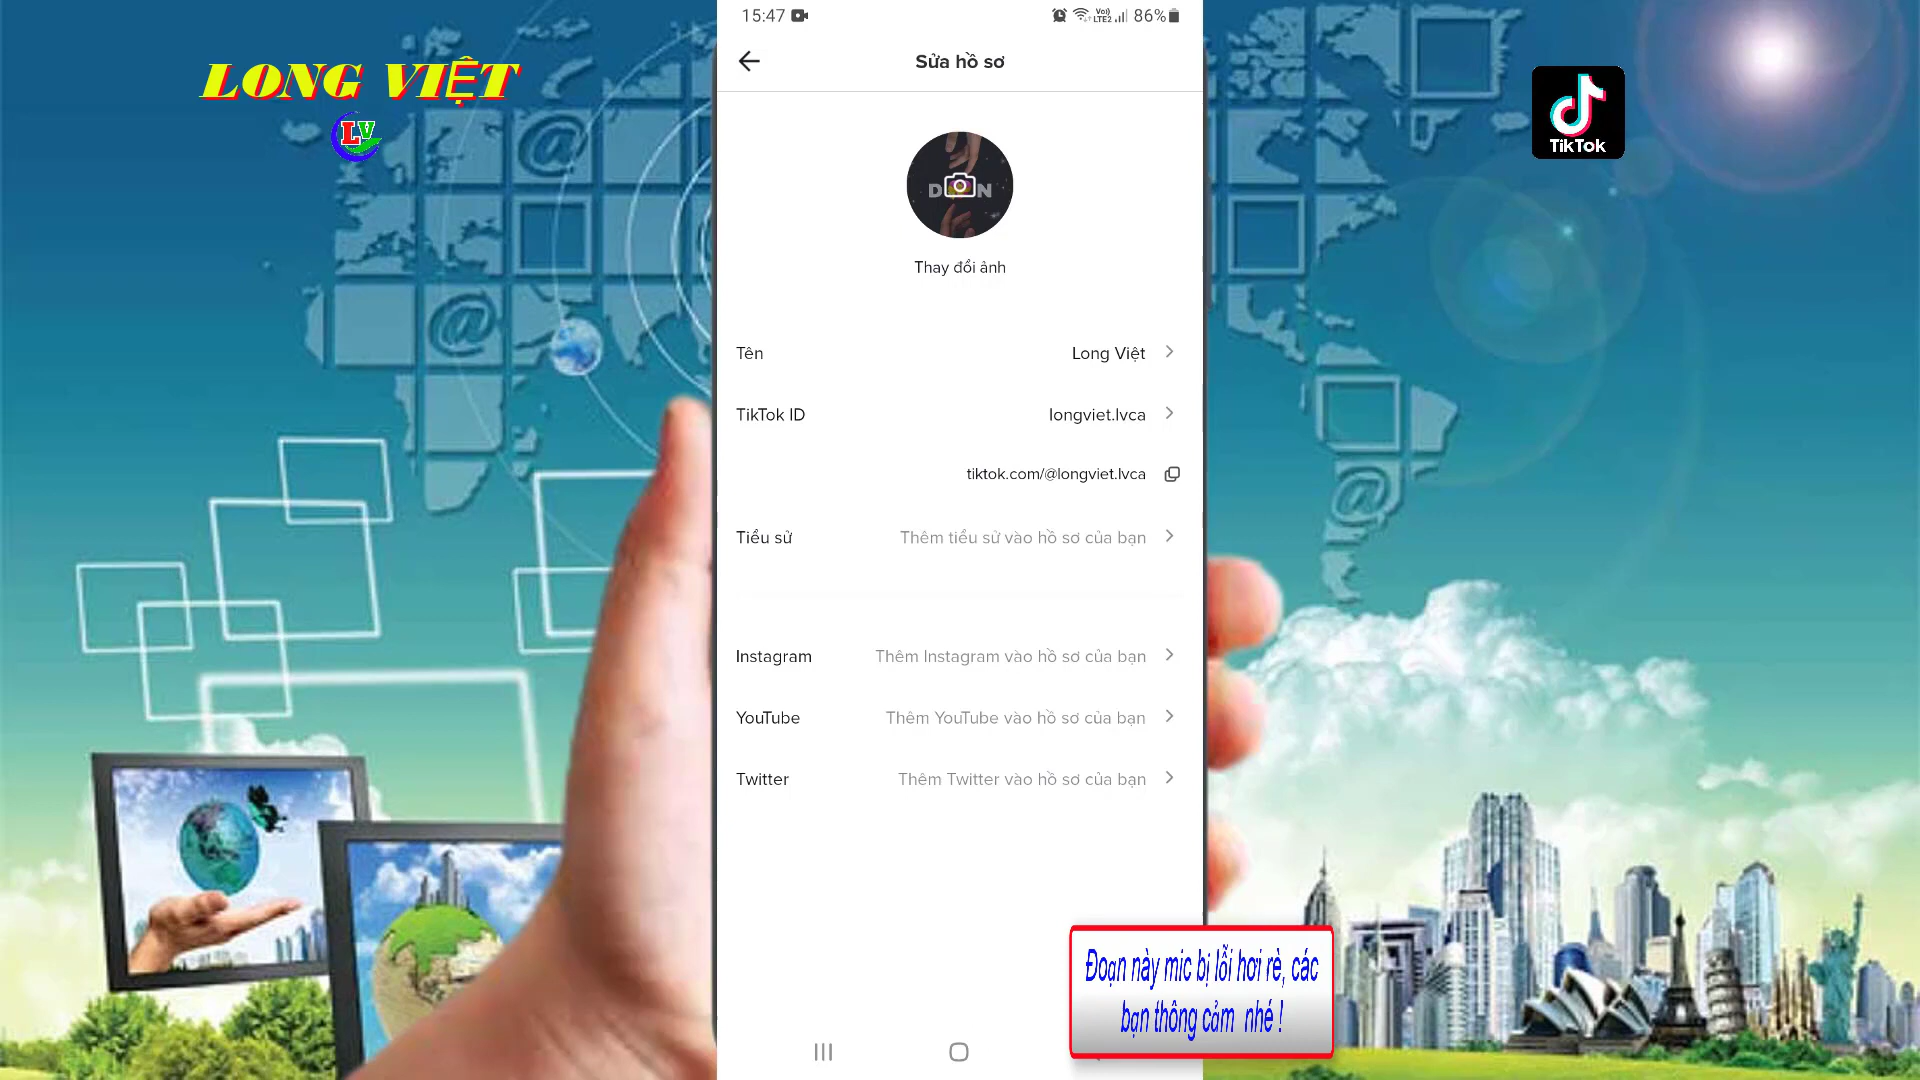 LONG VIỆT
LV
TikTok
15:47
Vo)) LTE2 86%
Sửa hồ sơ
Thay đổi ảnh
Tên Long Việt
TikTok ID longviet.lvca
tiktok.com/@longviet.lvca
Tiểu sử Thêm tiểu sử vào hồ sơ của bạn
Instagram Thêm Instagram vào hồ sơ của bạn
YouTube Thêm YouTube vào hồ sơ của bạn
Twitter Thêm Twitter vào hồ sơ của bạn
Đoạn này mic bị lỗi hơi rè, các
bạn thông cảm nhé !